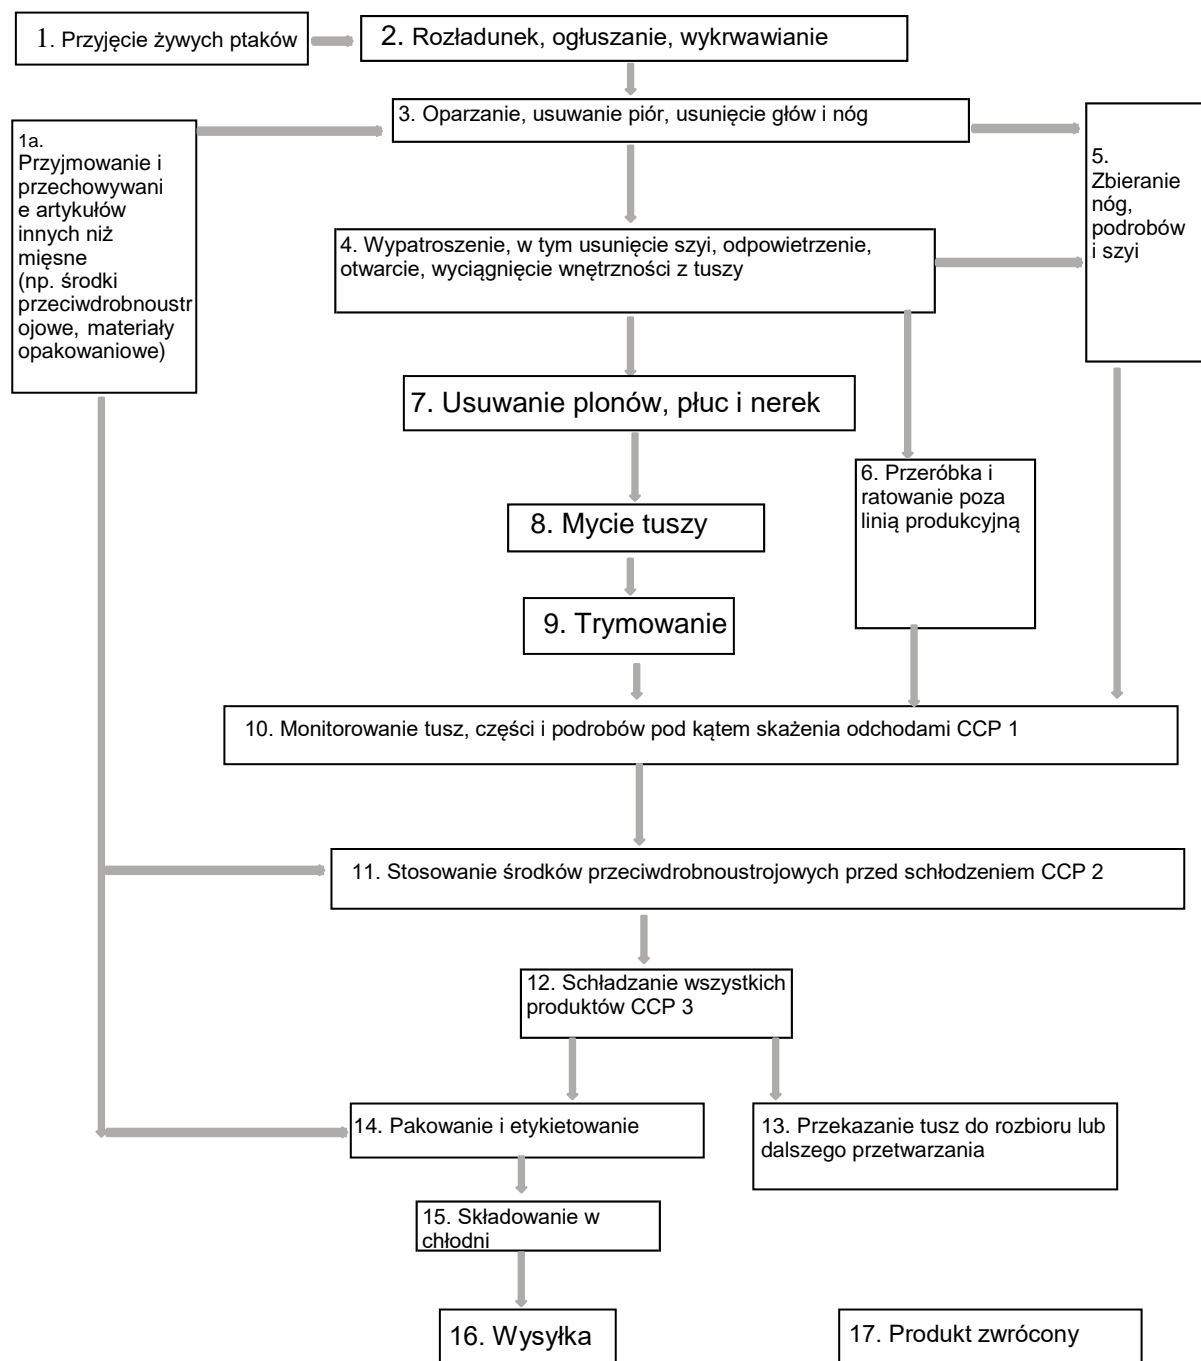 1. Przyjęcie żywych ptaków
2. Rozładunek, ogłuszanie, wykrwawianie
3. Oparzanie, usuwanie piór, usunięcie głów i nóg
1a.
Przyjmowanie i
przechowywani
e artykułów
innych niż
mięsne
(np. środki
przeciwdrobnoustr
ojowe, materiały
opakowaniowe)
5.
Zbieranie
nóg,
podrobów
i szyi
4. Wypatroszenie, w tym usunięcie szyi, odpowietrzenie,
otwarcie, wyciągnięcie wnętrzności z tuszy
7. Usuwanie plonów, płuc i nerek
6. Przeróbka i
ratowanie poza
linią produkcyjną
8. Mycie tuszy
9. Trymowanie
10. Monitorowanie tusz, części i podrobów pod kątem skażenia odchodami CCP 1
11. Stosowanie środków przeciwdrobnoustrojowych przed schłodzeniem CCP 2
12. Schładzanie wszystkich
produktów CCP 3
14. Pakowanie i etykietowanie
13. Przekazanie tusz do rozbioru lub
dalszego przetwarzania
15. Składowanie w
chłodni
16. Wysyłka
17. Produkt zwrócony